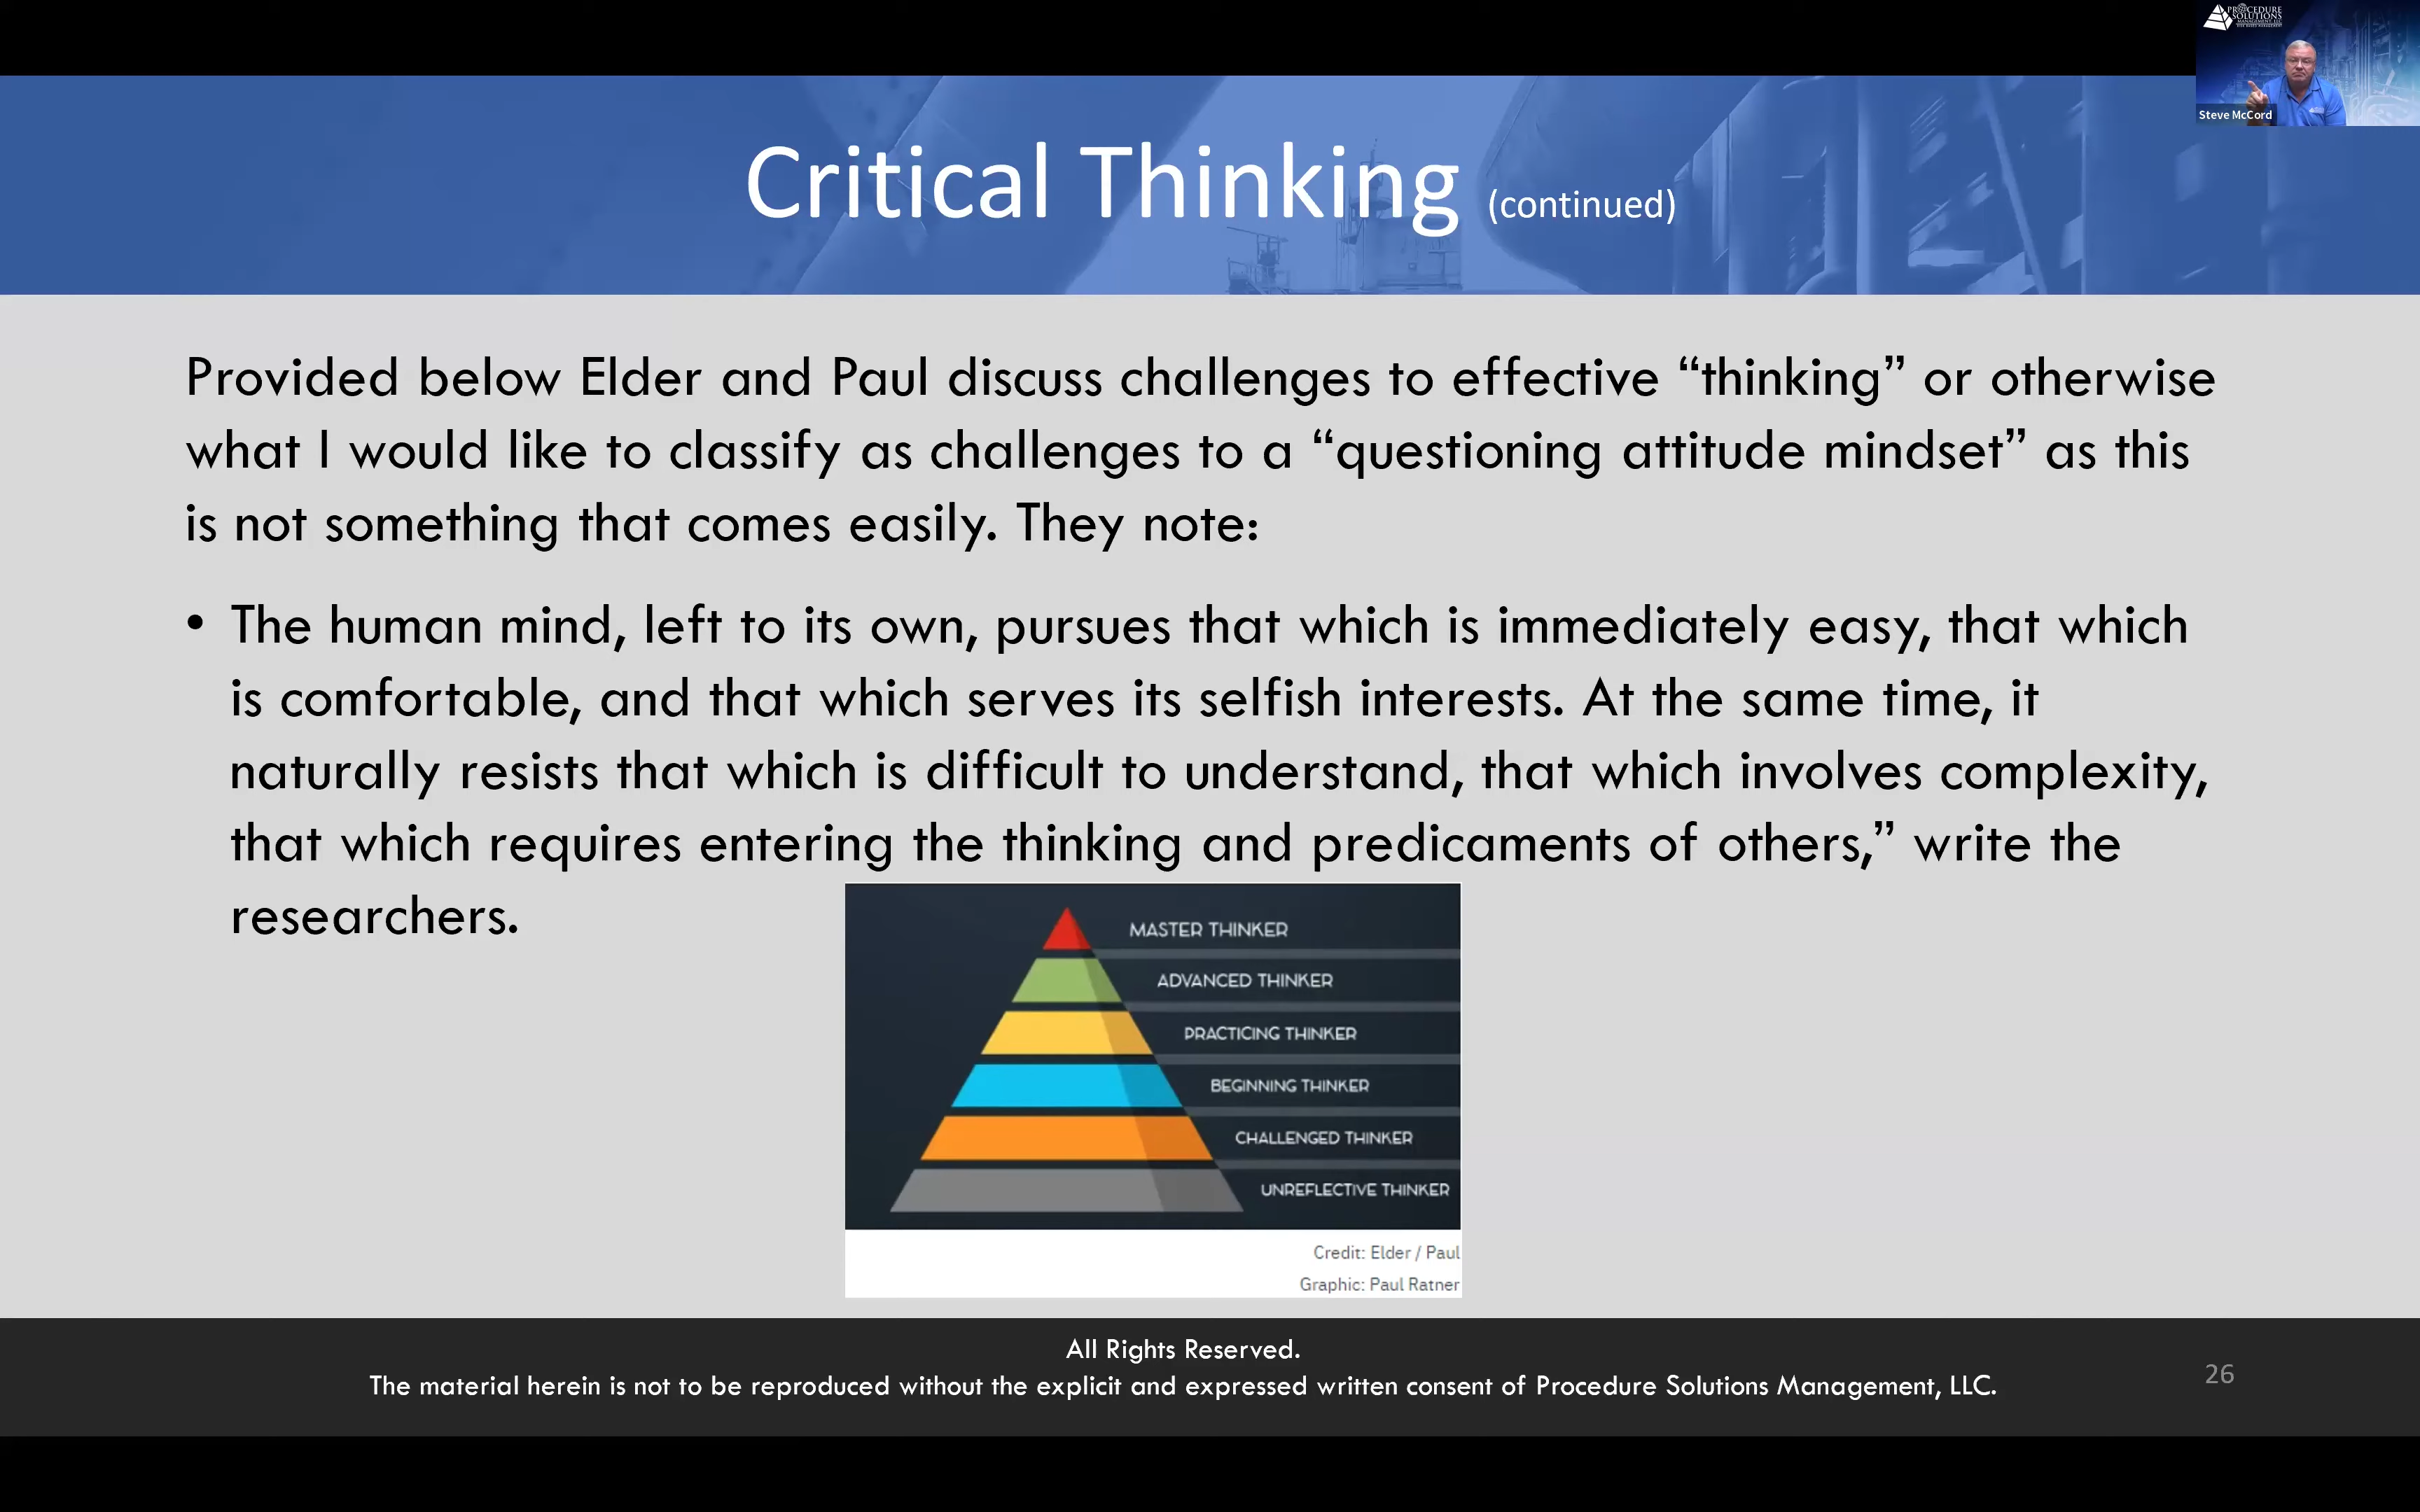 PROCEDURE
SOLUTIONS
MANAGEMENT, LLC
Steve McCord
Critical Thinking (continued)
Provided below Elder and Paul discuss challenges to effective “thinking” or otherwise
what I would like to classify as challenges to a “questioning attitude mindset” as this
is not something that comes easily. They note:
• The human mind, left to its own, pursues that which is immediately easy, that which
is comfortable, and that which serves its selfish interests. At the same time, it
naturally resists that which is difficult to understand, that which involves complexity,
that which requires entering the thinking and predicaments of others,” write the
researchers.
MASTER THINKER
ADVANCED THINKER
PRACTICING THINKER
BEGINNING THINKER
CHALLENGED THINKER
UNREFLECTIVE THINKER
Credit: Elder / Paul
Graphic: Paul Ratner
All Rights Reserved.
The material herein is not to be reproduced without the explicit and expressed written consent of Procedure Solutions Management, LLC.
26